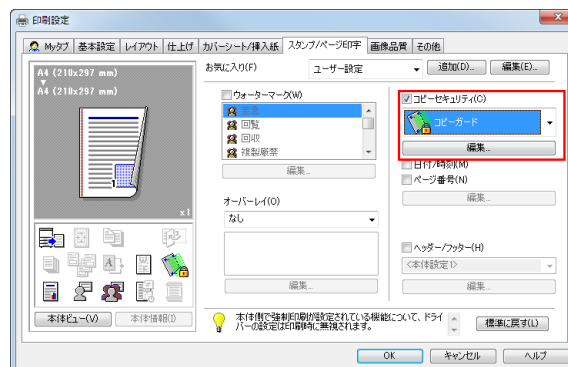 印刷設定
Myタブ 基本設定 レイアウト 仕上げ カバーシート/挿入紙 スタンプ/ページ印字 画像品質 その他
A4 (210x297 mm)
A4 (210x297 mm)
1
x1
本体ビュー(V) 本体情報(I)
お気に入り(F) ユーザー設定 追加(D)... 編集(E)...
ウォーターマーク(W)
至急
回覧
回収
複製厳禁
編集...
オーバーレイ(O)
なし
編集...
コピーセキュリティ(C)
コピーガード
編集...
日付/時刻(M)
ページ番号(N)
編集...
ヘッダー/フッター(H)
<本体設定1>
編集...
本体側で強制印刷が設定されている機能について、ドライ
バーの設定は印刷時に無視されます。
標準に戻す(L)
OK キャンセル ヘルプ